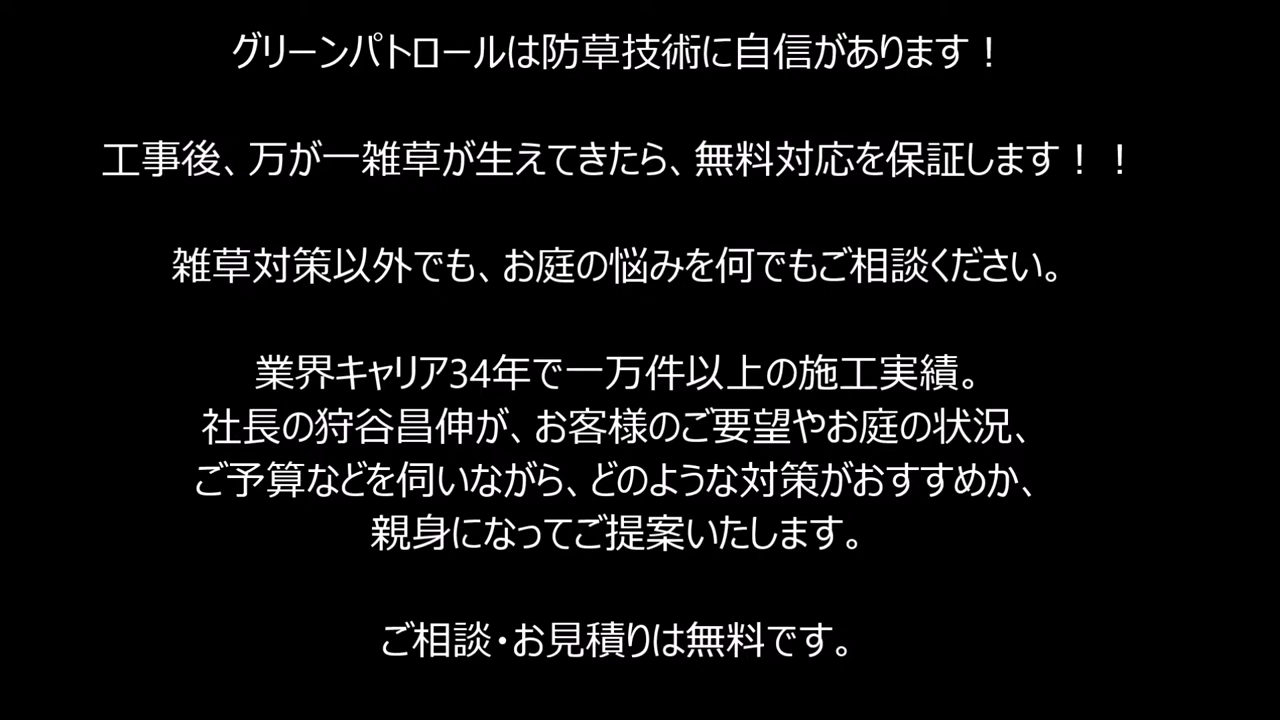 グリーンパトロールは防草技術に自信があります！
工事後、万が一雑草が生えてきたら、無料対応を保証します！！
雑草対策以外でも、お庭の悩みを何でもご相談ください。
業界キャリア34年で一万件以上の施工実績。
社長の狩谷昌伸が、お客様のご要望やお庭の状況、
ご予算などを伺いながら、どのような対策がおすすめか、
親身になってご提案いたします。
ご相談・お見積りは無料です。